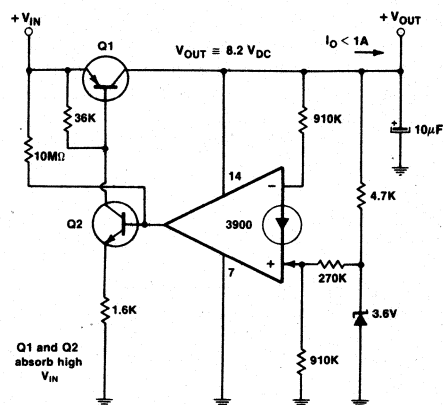 + VIN
+ VOUT
Q1
VOUT ≡ 8.2 VDC
IO < 1A
36K
910K
+
10μF
10MΩ
14
−
4.7K
Q2
3900
7
+
270K
3.6V
1.6K
910K
Q1 and Q2
absorb high
VIN